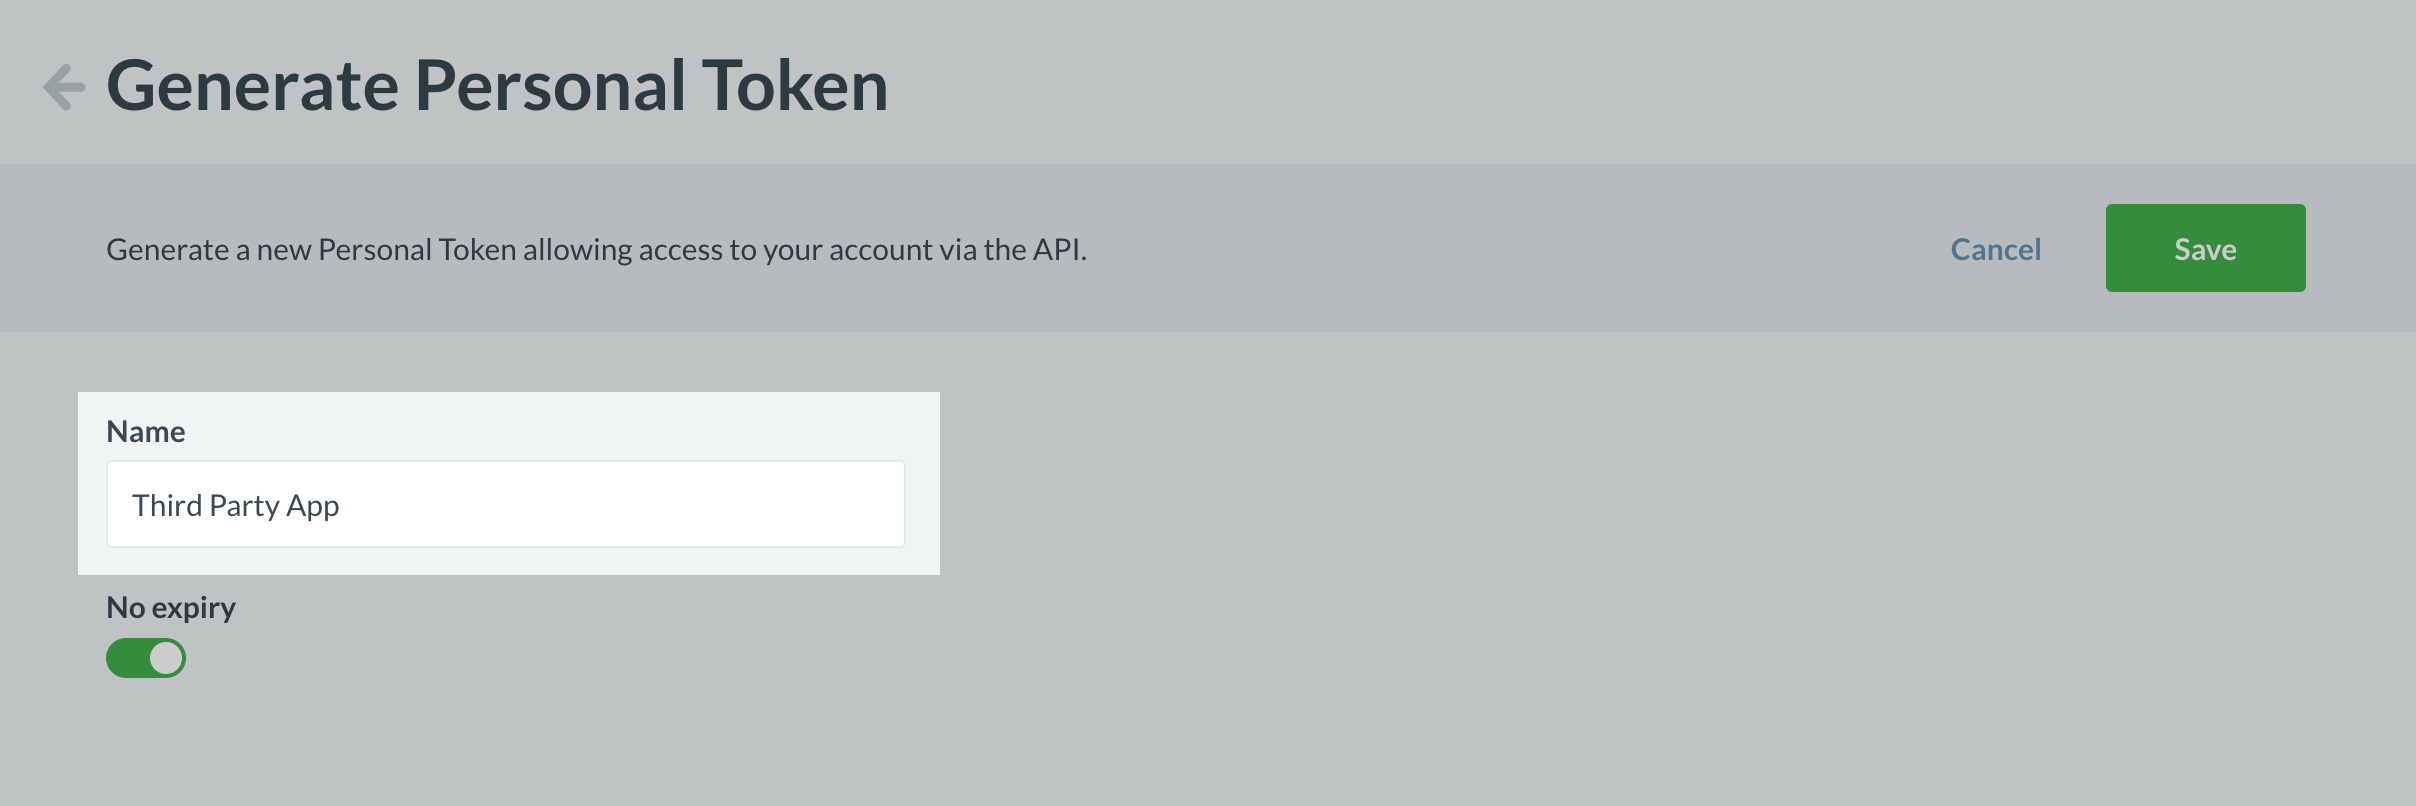 Generate Personal Token
Generate a new Personal Token allowing access to your account via the API.
Cancel
Save
Name
Third Party App
No expiry